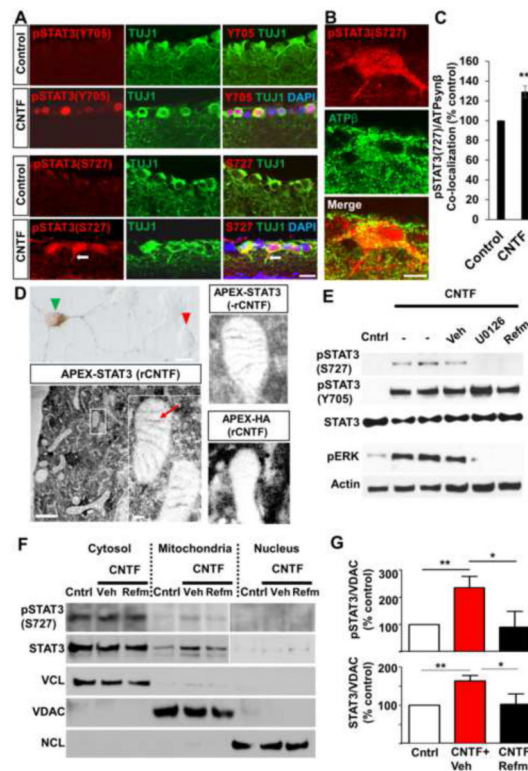 A
Control
pSTAT3(Y705)
TUJ1
Y705 TUJ1
CNTF
pSTAT3(Y705)
TUJ1
Y705 TUJ1 DAPI
Control
pSTAT3(S727)
TUJ1
S727 TUJ1
CNTF
pSTAT3(S727)
TUJ1
S727 TUJ1 DAPI
B
pSTAT3(S727)
ATPβ
Merge
C
pSTAT3(727)/ATPsynβ
Co-localization (% control)
160
140
120
100
80
60
40
20
0
**
Control
CNTF
D
APEX-STAT3 (rCNTF)
APEX-STAT3
(-rCNTF)
APEX-HA
(rCNTF)
E
CNTF
Cntrl - - Veh U0126 Refm
pSTAT3
(S727)
pSTAT3
(Y705)
STAT3
pERK
Actin
F
Cytosol Mitochondria Nucleus
CNTF CNTF CNTF
Cntrl Veh Refm Cntrl Veh Refm Cntrl Veh Refm
pSTAT3
(S727)
STAT3
VCL
VDAC
NCL
G
pSTAT3/VDAC
(% control)
300
200
100
0
** *
STAT3/VDAC
(% control)
200
100
0
** *
Cntrl CNTF+ CNTF
Veh Refm